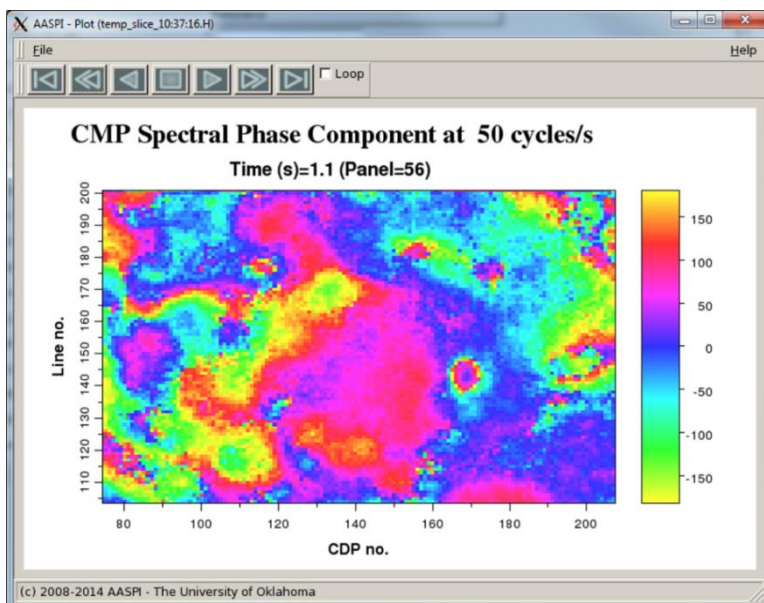 AASPI - Plot (temp_slice_10:37:16.H)
File Help
Loop
CMP Spectral Phase Component at 50 cycles/s
Time (s)=1.1 (Panel=56)
200
190
180
170
160
150
140
130
120
110
Line no.
80 100 120 140 160 180 200
CDP no.
150
100
50
0
-50
-100
-150
(c) 2008-2014 AASPI - The University of Oklahoma